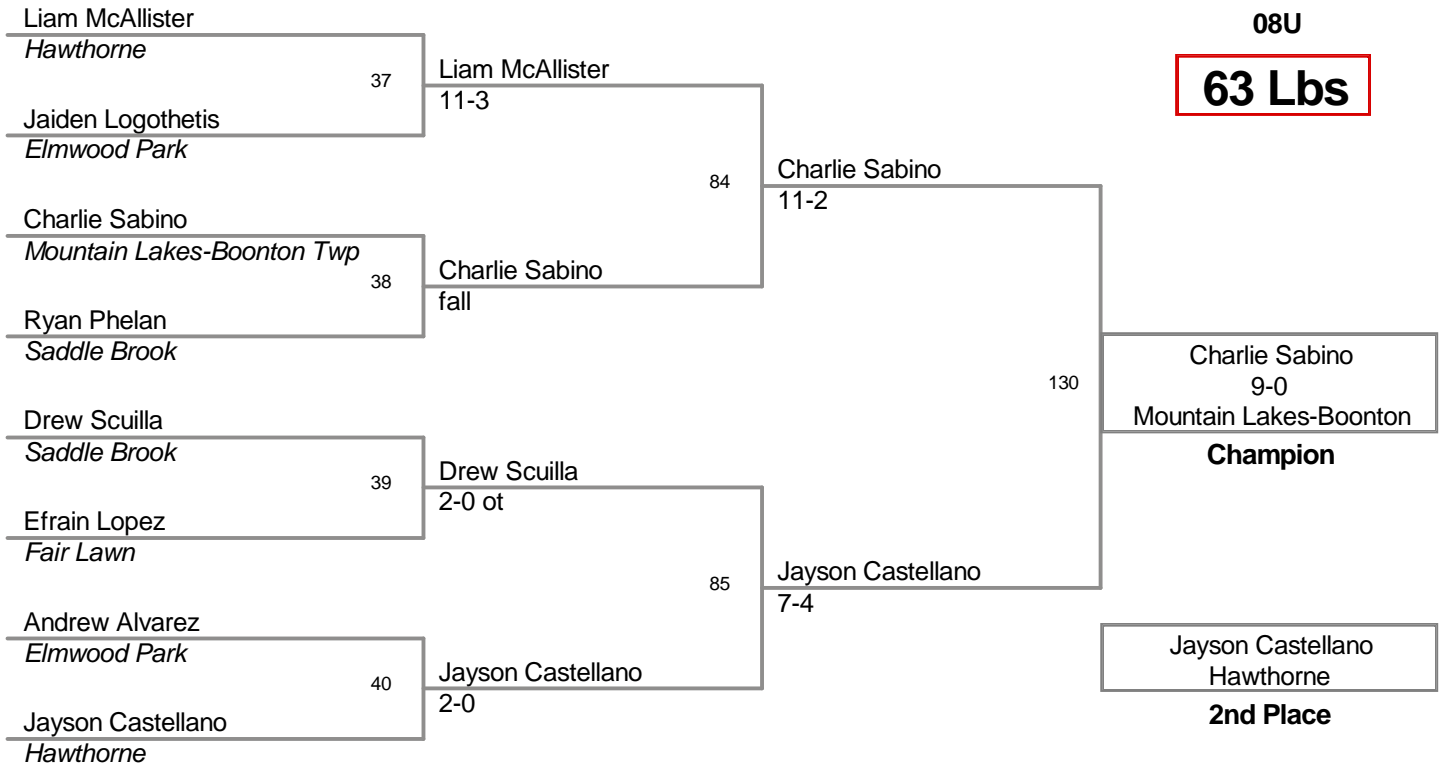 Liam McAllister
Hawthorne
37
Jaiden Logothetis
Elmwood Park
Charlie Sabino
Mountain Lakes-Boonton Twp
38
Ryan Phelan
Saddle Brook
Drew Scuilla
Saddle Brook
39
Efrain Lopez
Fair Lawn
Andrew Alvarez
Elmwood Park
40
Jayson Castellano
Hawthorne
Liam McAllister
11-3
84
Charlie Sabino
fall
Drew Scuilla
2-0 ot
85
Jayson Castellano
2-0
Charlie Sabino
11-2
130
Jayson Castellano
7-4
08U
63 Lbs
Charlie Sabino
9-0
Mountain Lakes-Boonton
Champion
Jayson Castellano
Hawthorne
2nd Place